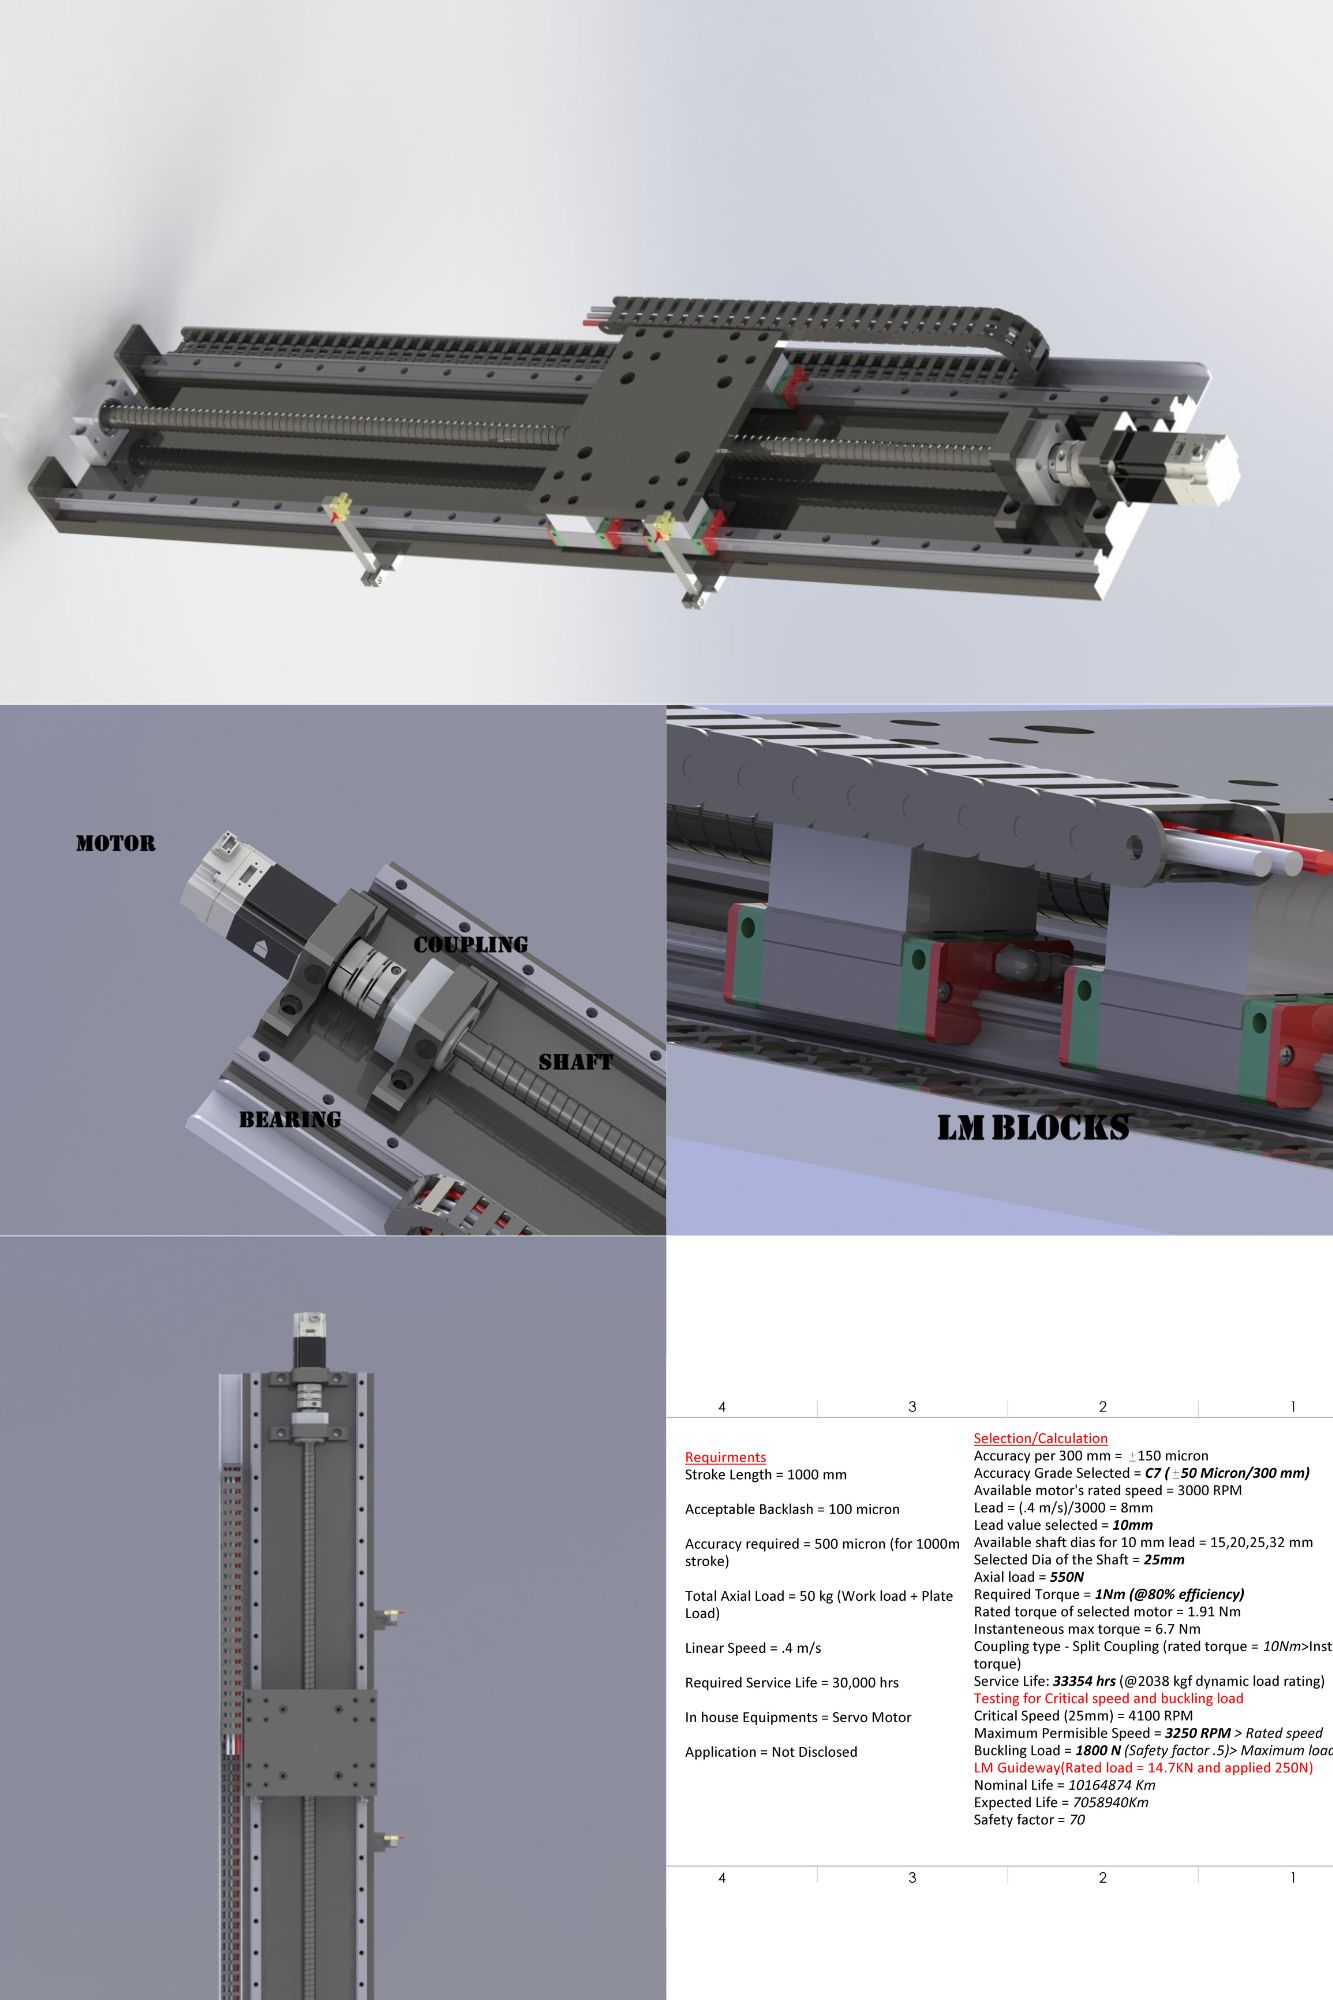 MOTOR
COUPLING
SHAFT
BEARING
LM BLOCKS
4 3 2 1
Requirments
Stroke Length = 1000 mm
Acceptable Backlash = 100 micron
Accuracy required = 500 micron (for 1000m
stroke)
Total Axial Load = 50 kg (Work load + Plate
Load)
Linear Speed = .4 m/s
Required Service Life = 30,000 hrs
In house Equipments = Servo Motor
Application = Not Disclosed
Selection/Calculation
Accuracy per 300 mm = ±150 micron
Accuracy Grade Selected = C7 (±50 Micron/300 mm)
Available motor's rated speed = 3000 RPM
Lead = (.4 m/s)/3000 = 8mm
Lead value selected = 10mm
Available shaft dias for 10 mm lead = 15,20,25,32 mm
Selected Dia of the Shaft = 25mm
Axial load = 550N
Required Torque = 1Nm (@80% efficiency)
Rated torque of selected motor = 1.91 Nm
Instanteneous max torque = 6.7 Nm
Coupling type - Split Coupling (rated torque = 10Nm>Inst
torque)
Service Life: 33354 hrs (@2038 kgf dynamic load rating)
Testing for Critical speed and buckling load
Critical Speed (25mm) = 4100 RPM
Maximum Permisible Speed = 3250 RPM > Rated speed
Buckling Load = 1800 N (Safety factor .5)> Maximum load
LM Guideway(Rated load = 14.7KN and applied 250N)
Nominal Life = 10164874 Km
Expected Life = 7058940Km
Safety factor = 70
4 3 2 1